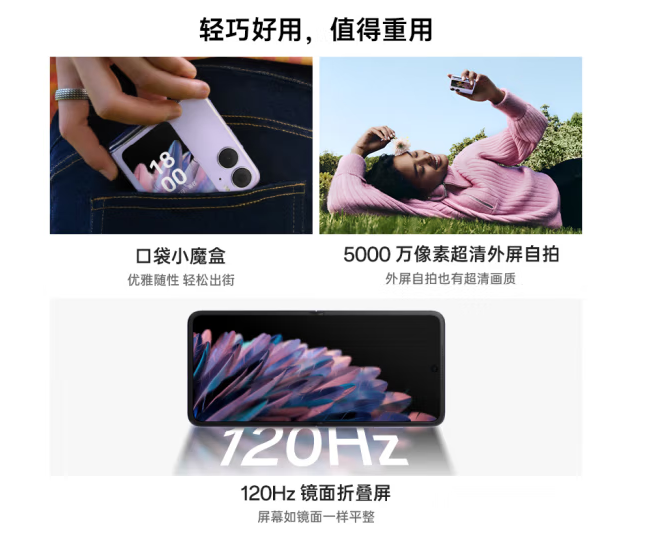 轻巧好用，值得重用
18
00
口袋小魔盒
优雅随性 轻松出街
5000 万像素超清外屏自拍
外屏自拍也有超清画质
120Hz
120Hz 镜面折叠屏
屏幕如镜面一样平整